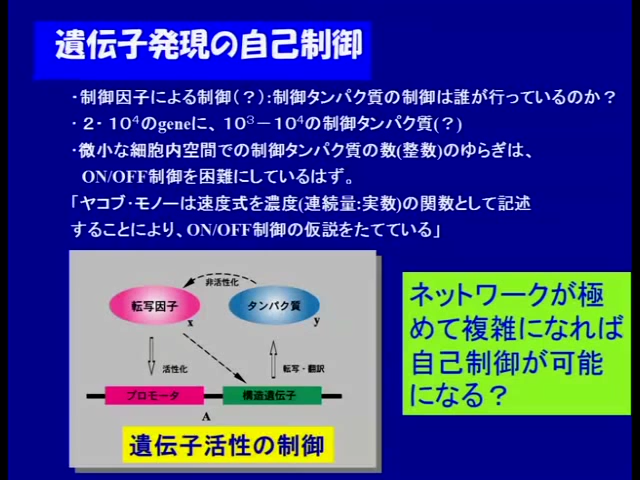 遺伝子発現の自己制御
・制御因子による制御(?):制御タンパク質の制御は誰が行っているのか?
・2・10⁴のgeneに、10³－10⁴の制御タンパク質(?)
・微小な細胞内空間での制御タンパク質の数(整数)のゆらぎは、
ON/OFF制御を困難にしているはず。
「ヤコブ・モノーは速度式を濃度(連続量:実数)の関数として記述
することにより、ON/OFF制御の仮説をたてている」
非活性化
転写因子
タンパク質
x
y
活性化
転写・翻訳
プロモータ
構造遺伝子
A
遺伝子活性の制御
ネットワークが極
めて複雑になれば
自己制御が可能
になる?